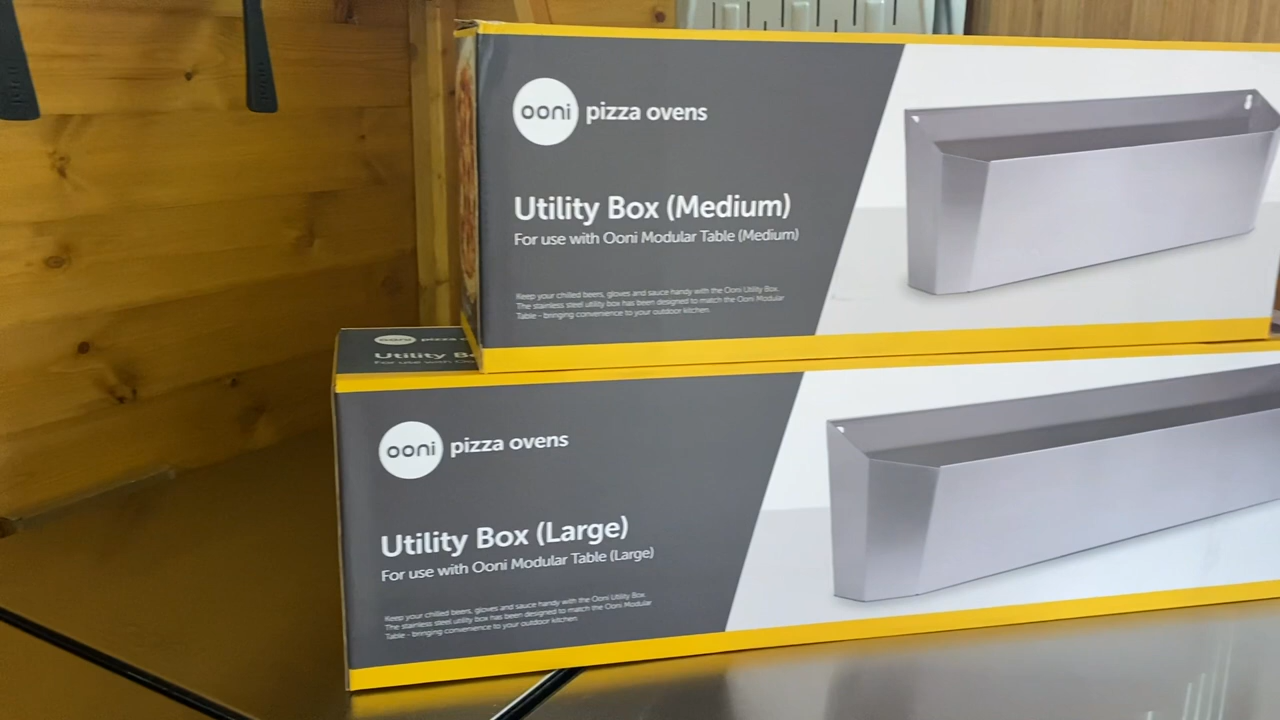 ooni pizza ovens
Utility Box (Medium)
For use with Ooni Modular Table (Medium)
Keep your chilled beers, gloves and sauce handy with the Ooni Utility Box.
The stainless steel utility box has been designed to match the Ooni Modular
Table - bringing convenience to your outdoor kitchen.
ooni pizza
Utility
ooni pizza ovens
Utility Box (Large)
For use with Ooni Modular Table (Large)
Keep your chilled beers, gloves and sauce handy with the Ooni Utility Box.
The stainless steel utility box has been designed to match the Ooni Modular
Table - bringing convenience to your outdoor kitchen.